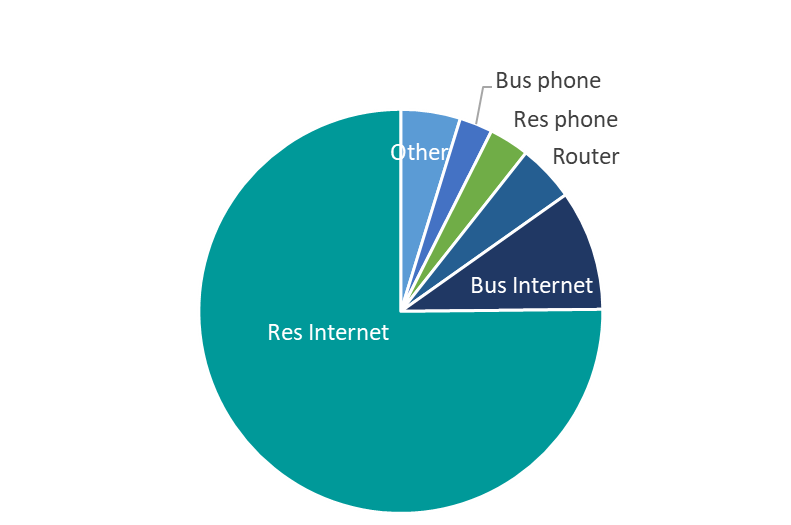 Bus phone
Res phone
Other
Router
Bus Internet
Res Internet